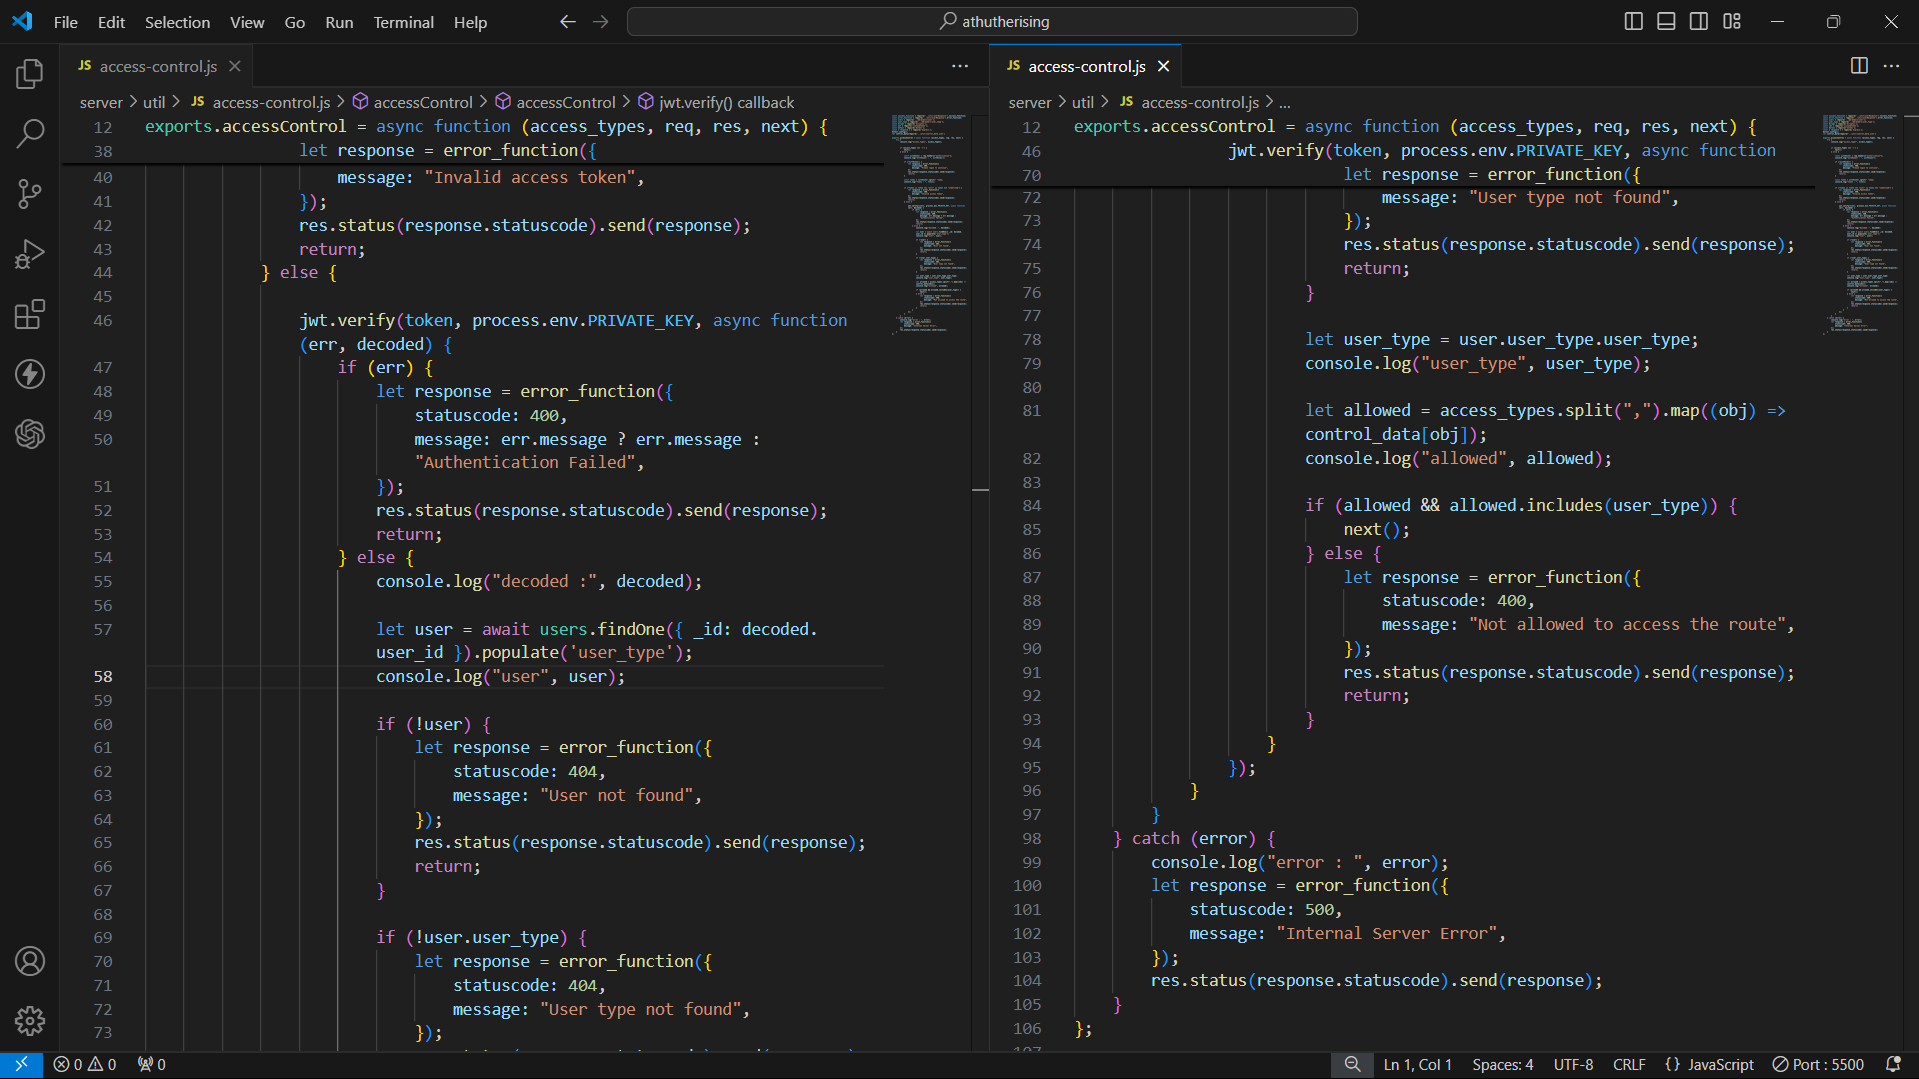 File Edit Selection View Go Run Terminal Help
athutherising
JS access-control.js
server > util > JS access-control.js > accessControl > accessControl > jwt.verify() callback
12 exports.accessControl = async function (access_types, req, res, next) {
38 let response = error_function({
40 message: "Invalid access token",
41 });
42 res.status(response.statuscode).send(response);
43 return;
44 } else {
45
46 jwt.verify(token, process.env.PRIVATE_KEY, async function
(err, decoded) {
47 if (err) {
48 let response = error_function({
49 statuscode: 400,
50 message: err.message ? err.message :
"Authentication Failed",
51 });
52 res.status(response.statuscode).send(response);
53 return;
54 } else {
55 console.log("decoded :", decoded);
56
57 let user = await users.findOne({ _id: decoded.
user_id }).populate('user_type');
58 console.log("user", user);
59
60 if (!user) {
61 let response = error_function({
62 statuscode: 404,
63 message: "User not found",
64 });
65 res.status(response.statuscode).send(response);
66 return;
67 }
68
69 if (!user.user_type) {
70 let response = error_function({
71 statuscode: 404,
72 message: "User type not found",
73 });
JS access-control.js
server > util > JS access-control.js > ...
12 exports.accessControl = async function (access_types, req, res, next) {
46 jwt.verify(token, process.env.PRIVATE_KEY, async function
70 let response = error_function({
72 message: "User type not found",
73 });
74 res.status(response.statuscode).send(response);
75 return;
76 }
77
78 let user_type = user.user_type.user_type;
79 console.log("user_type", user_type);
80
81 let allowed = access_types.split(",").map((obj) =>
control_data[obj]);
82 console.log("allowed", allowed);
83
84 if (allowed && allowed.includes(user_type)) {
85 next();
86 } else {
87 let response = error_function({
88 statuscode: 400,
89 message: "Not allowed to access the route",
90 });
91 res.status(response.statuscode).send(response);
92 return;
93 }
94 }
95 });
96 }
97 }
98 } catch (error) {
99 console.log("error : ", error);
100 let response = error_function({
101 statuscode: 500,
102 message: "Internal Server Error",
103 });
104 res.status(response.statuscode).send(response);
105 }
106 };
0 0 0
Ln 1, Col 1 Spaces: 4 UTF-8 CRLF {} JavaScript Port : 5500